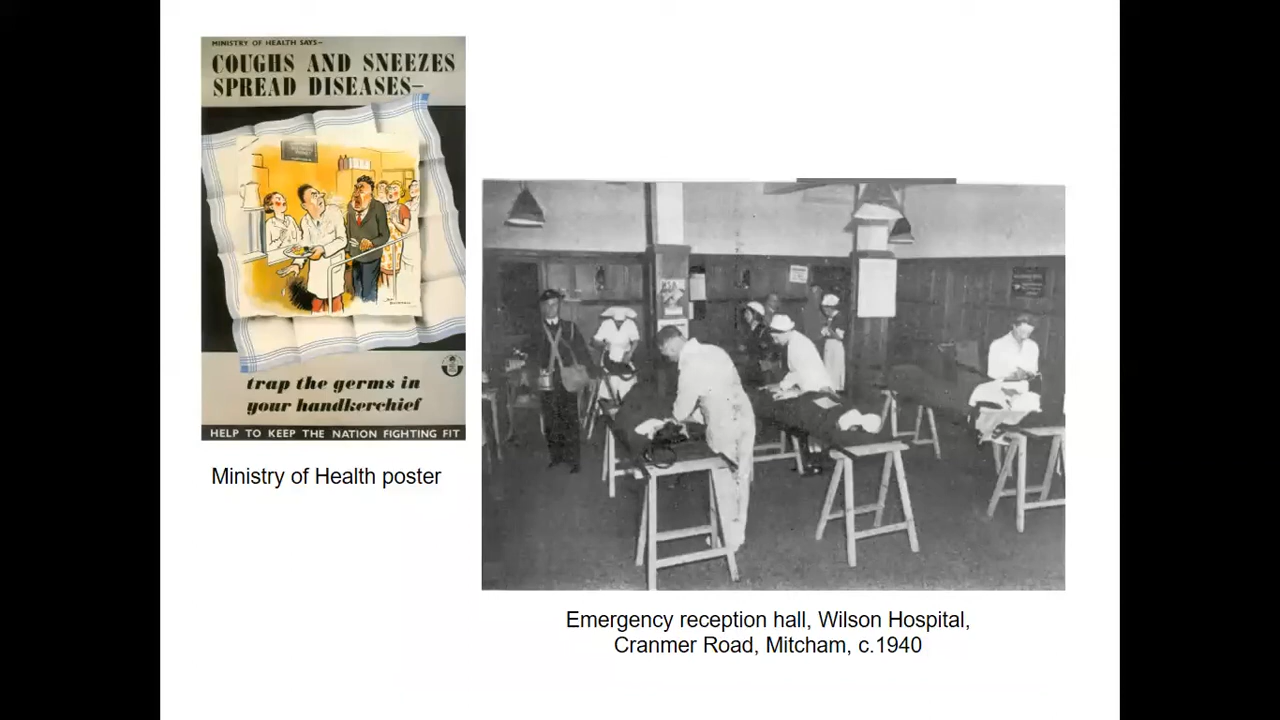 MINISTRY OF HEALTH SAYS—
COUGHS AND SNEEZES
SPREAD DISEASES—
trap the germs in
your handkerchief
HELP TO KEEP THE NATION FIGHTING FIT
Ministry of Health poster
Emergency reception hall, Wilson Hospital,
Cranmer Road, Mitcham, c.1940